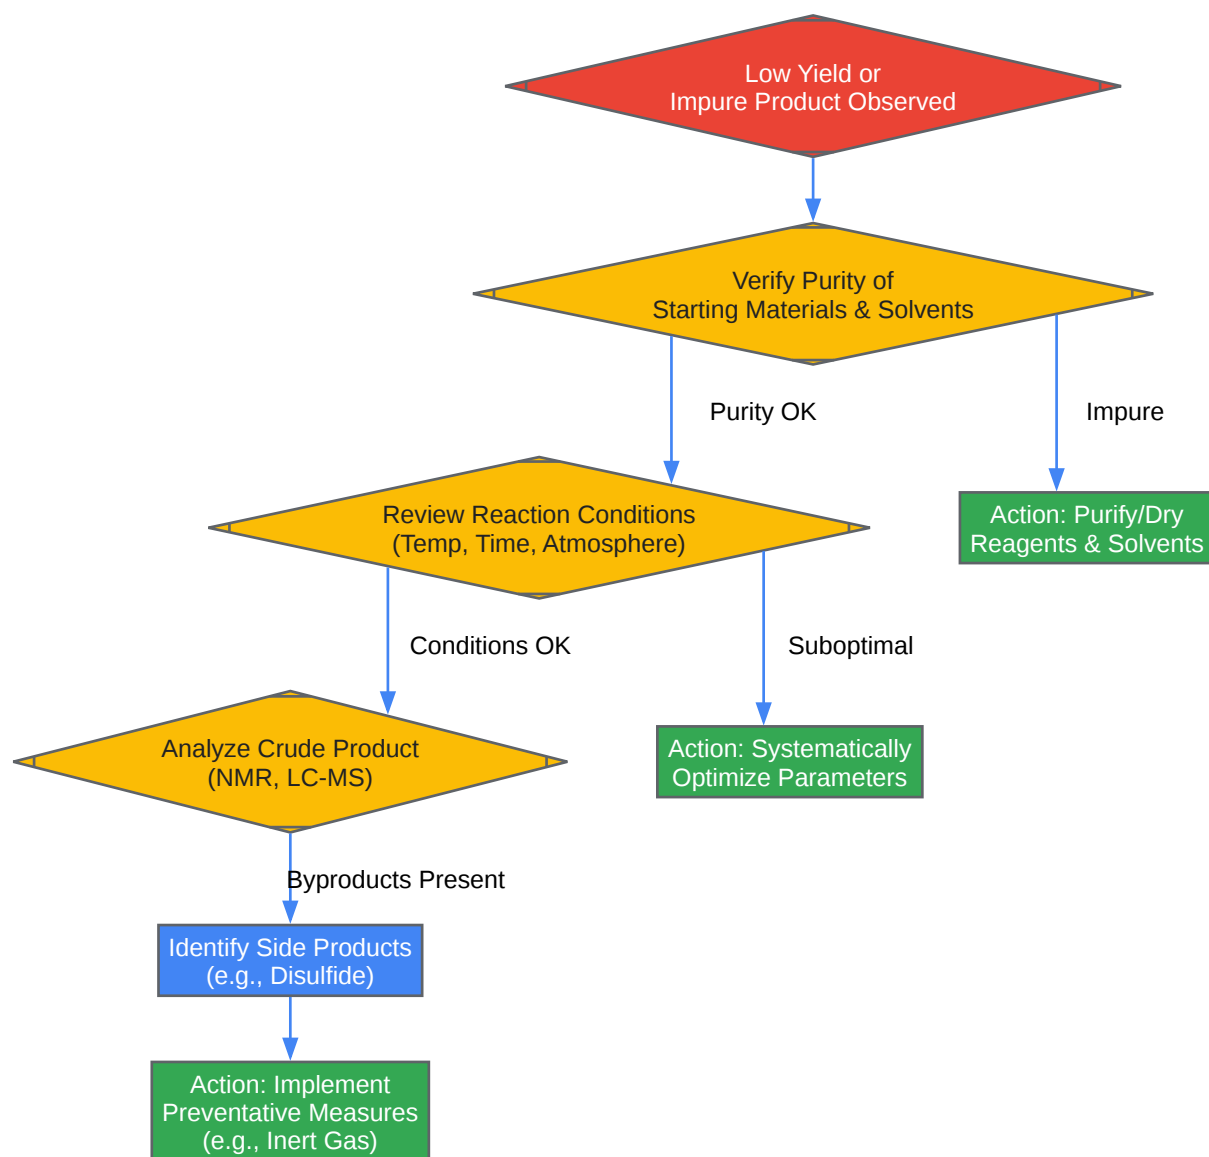 Low Yield or
Impure Product Observed
Verify Purity of
Starting Materials & Solvents
Purity OK
Impure
Review Reaction Conditions
(Temp, Time, Atmosphere)
Action: Purify/Dry
Reagents & Solvents
Conditions OK
Suboptimal
Analyze Crude Product
(NMR, LC-MS)
Action: Systematically
Optimize Parameters
Byproducts Present
Identify Side Products
(e.g., Disulfide)
Action: Implement
Preventative Measures
(e.g., Inert Gas)